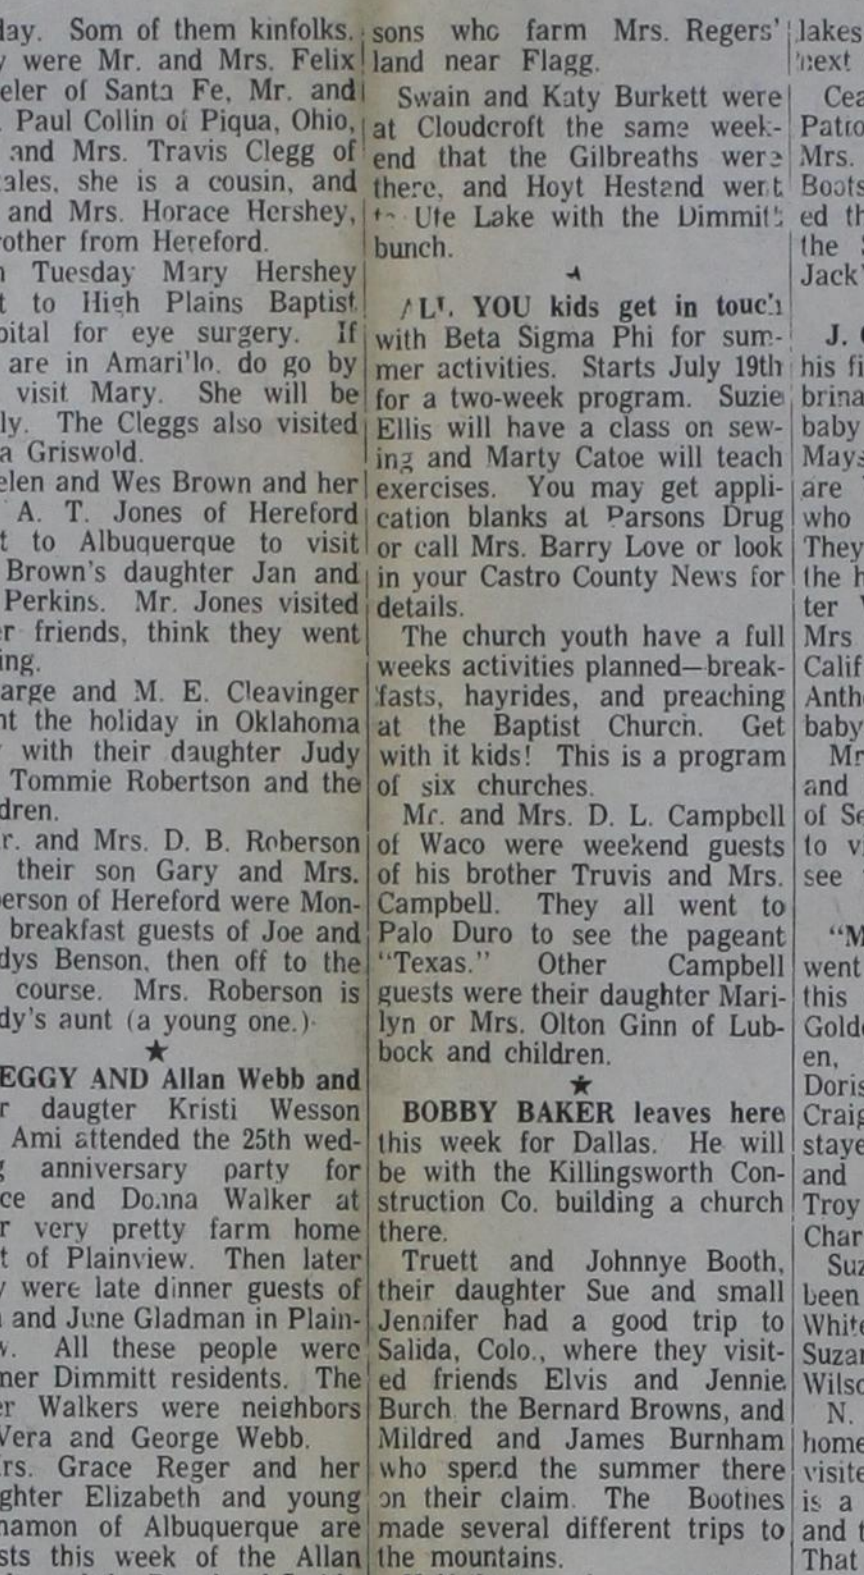 day. Som of them kinfolks.
were Mr. and Mrs. Felix
eler of Santa Fe, Mr. and
Paul Collin of Piqua, Ohio,
and Mrs. Travis Clegg of
ales, she is a cousin, and
and Mrs. Horace Hershey,
rother from Hereford.
Tuesday Mary Hershey
t to High Plains Baptist
pital for eye surgery. If
are in Amarillo, do go by
visit Mary. She will be
ly. The Cleggs also visited
a Griswold.
elen and Wes Brown and her
A. T. Jones of Hereford
t to Albuquerque to visit
Brown's daughter Jan and
Perkins. Mr. Jones visited
er friends, think they went
ing.
arge and M. E. Cleavinger
nt the holiday in Oklahoma
with their daughter Judy
Tommie Robertson and the
dren.
r. and Mrs. D. B. Roberson
their son Gary and Mrs.
berson of Hereford were Mon-
breakfast guests of Joe and
dys Benson, then off to the
course. Mrs. Roberson is
dy's aunt (a young one.)
★
EGGY AND Allan Webb and
r daugter Kristi Wesson
Ami attended the 25th wed-
g anniversary party for
ce and Donna Walker at
r very pretty farm home
t of Plainview. Then later
y were late dinner guests of
and June Gladman in Plain-
w. All these people were
mer Dimmitt residents. The
er Walkers were neighbors
Vera and George Webb.
rs. Grace Reger and her
ghter Elizabeth and young
namon of Albuquerque are
sts this week of the Allan
sons who farm Mrs. Regers'
land near Flagg.
Swain and Katy Burkett were
at Cloudcroft the same week-
end that the Gilbreaths were
there, and Hoyt Hestand went
to Ute Lake with the Dimmitt
bunch.
★
ALL YOU kids get in touch
with Beta Sigma Phi for sum-
mer activities. Starts July 19th
for a two-week program. Suzie
Ellis will have a class on sew-
ing and Marty Catoe will teach
exercises. You may get appli-
cation blanks at Parsons Drug
or call Mrs. Barry Love or look
in your Castro County News for
details.
The church youth have a full
weeks activities planned—break-
fasts, hayrides, and preaching
at the Baptist Church. Get
with it kids! This is a program
of six churches.
Mr. and Mrs. D. L. Campbell
of Waco were weekend guests
of his brother Truvis and Mrs.
Campbell. They all went to
Palo Duro to see the pageant
"Texas." Other Campbell
guests were their daughter Mari-
lyn or Mrs. Olton Ginn of Lub-
bock and children.
★
BOBBY BAKER leaves here
this week for Dallas. He will
be with the Killingsworth Con-
struction Co. building a church
there.
Truett and Johnnye Booth,
their daughter Sue and small
Jennifer had a good trip to
Salida, Colo., where they visit-
ed friends Elvis and Jennie
Burch the Bernard Browns, and
Mildred and James Burnham
who spend the summer there
on their claim. The Boothes
made several different trips to
the mountains.
lakes
next
Cea
Patro
Mrs.
Boots
ed th
the
Jack'
J.
his fi
brina
baby
Mays
are
who
They
the h
ter
Mrs
Calif
Anth
baby
Mr
and
of Se
to v
see
"M
went
this
Golde
en,
Doris
Craig
staye
and
Troy
Char
Suz
been
White
Suzar
Wilso
N.
home
visite
is a
and t
That